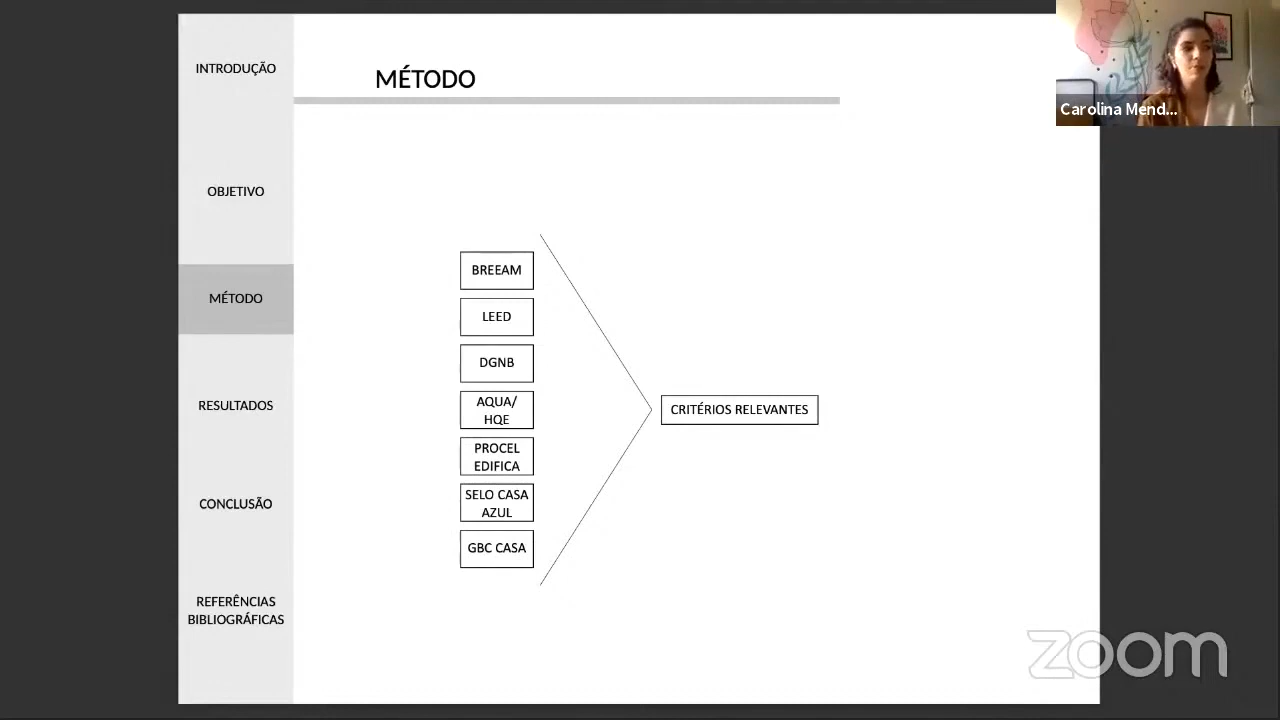 INTRODUÇÃO
OBJETIVO
MÉTODO
RESULTADOS
CONCLUSÃO
REFERÊNCIAS
BIBLIOGRÁFICAS
MÉTODO
BREEAM
LEED
DGNB
AQUA/
HQE
PROCEL
EDIFICA
SELO CASA
AZUL
GBC CASA
CRITÉRIOS RELEVANTES
Carolina Mend...
zoom